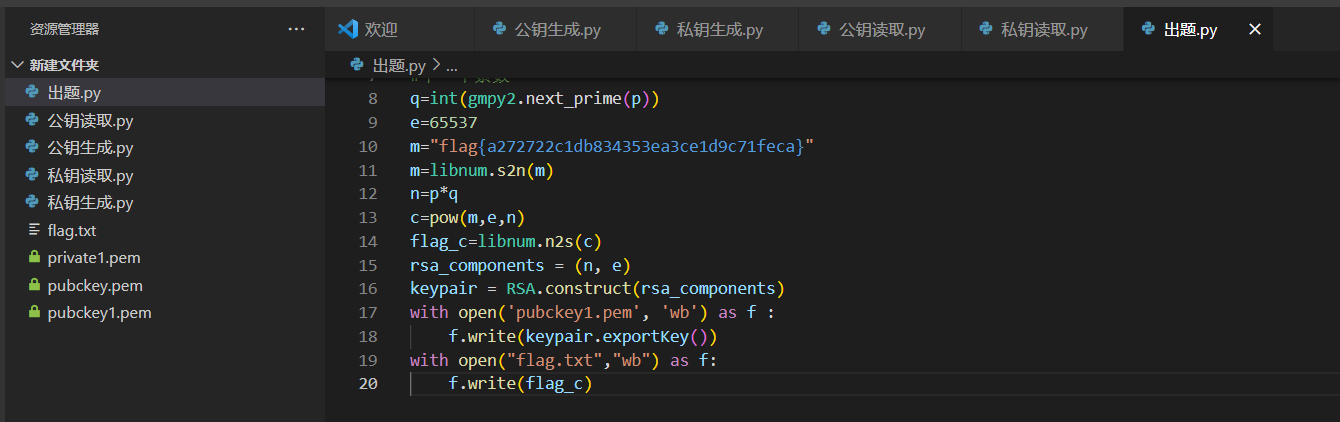 资源管理器
新建文件夹
出题.py
公钥读取.py
公钥生成.py
私钥读取.py
私钥生成.py
flag.txt
private1.pem
pubckey.pem
pubckey1.pem
欢迎 公钥生成.py 私钥生成.py 公钥读取.py 私钥读取.py 出题.py
出题.py > ...
8 q=int(gmpy2.next_prime(p))
9 e=65537
10 m="flag{a272722c1db834353ea3ce1d9c71feca}"
11 m=libnum.s2n(m)
12 n=p*q
13 c=pow(m,e,n)
14 flag_c=libnum.n2s(c)
15 rsa_components = (n, e)
16 keypair = RSA.construct(rsa_components)
17 with open('pubckey1.pem', 'wb') as f :
18 f.write(keypair.exportKey())
19 with open("flag.txt","wb") as f:
20 f.write(flag_c)